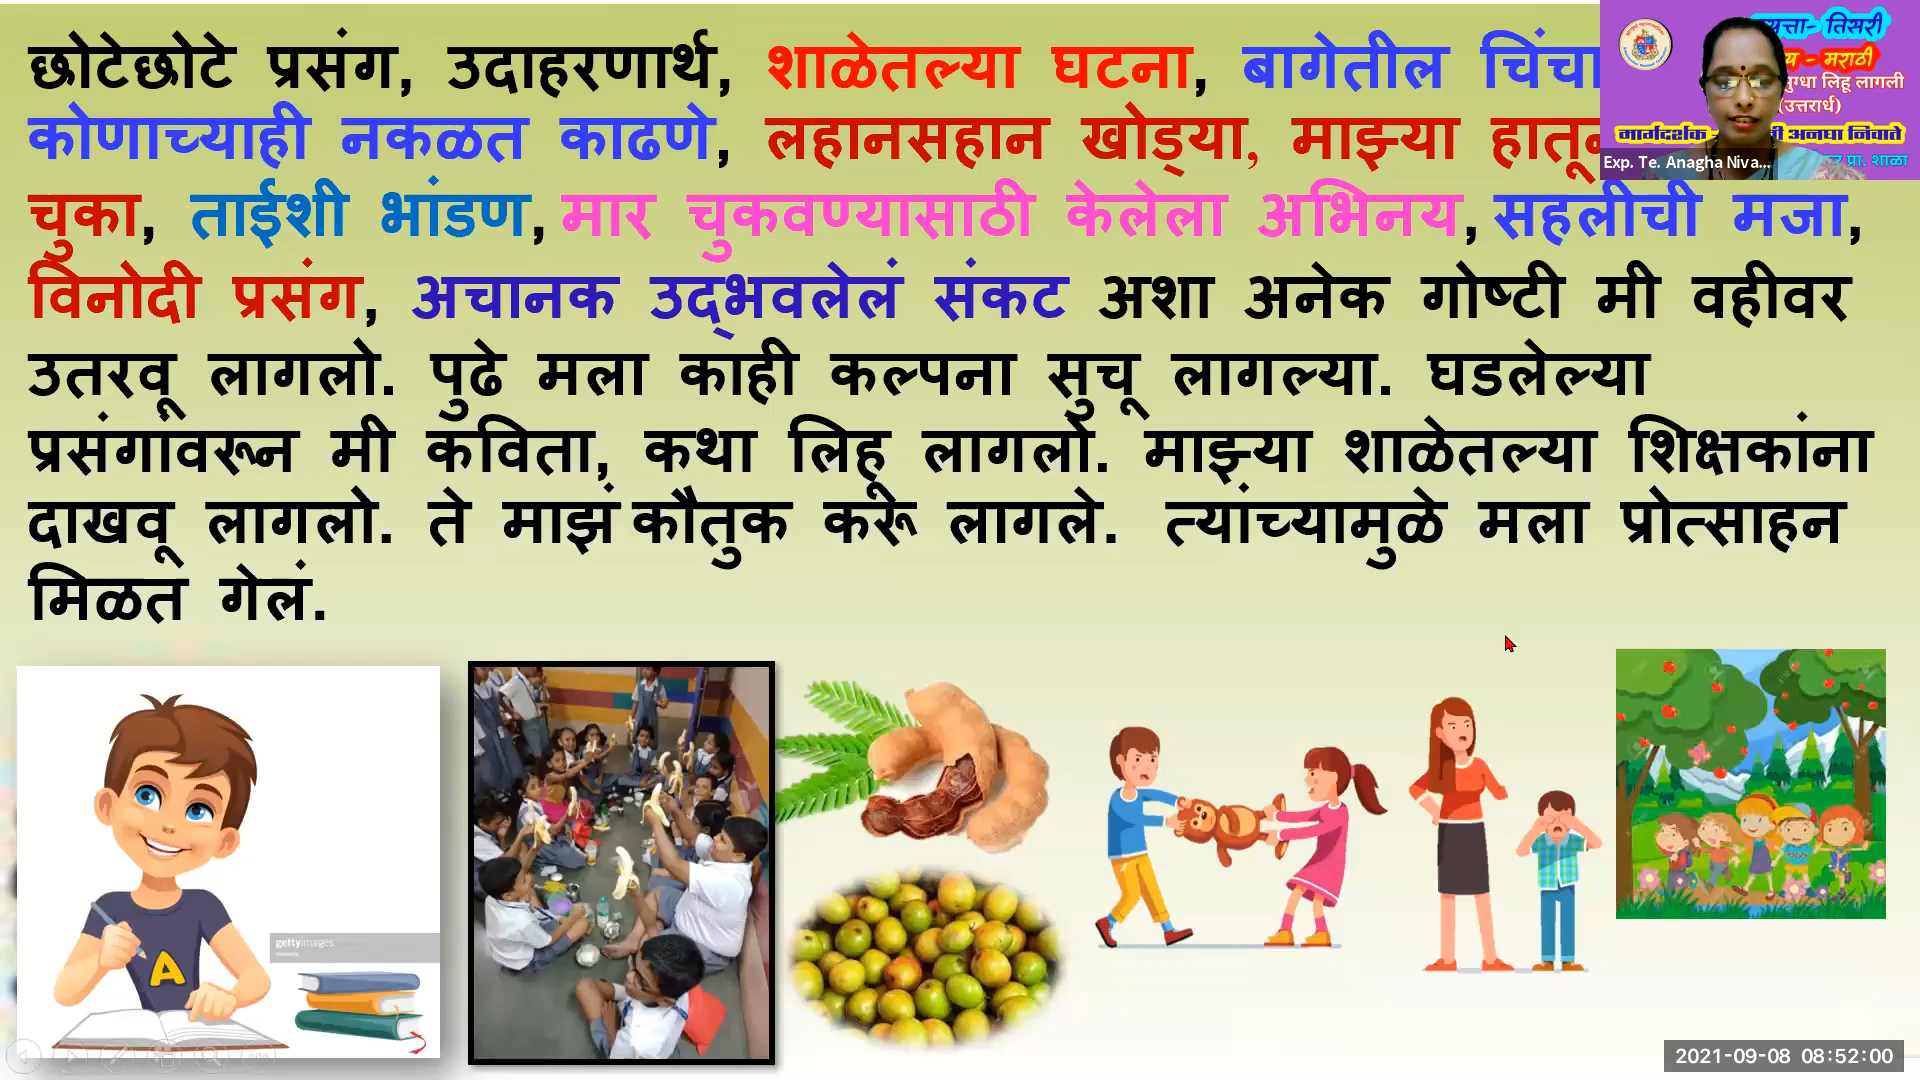 छोटेछोटे प्रसंग, उदाहरणार्थ, शाळेतल्या घटना, बागेतील
कोणाच्याही नकळत काढणे, लहानसहान खोड्या, माझ्या
चुका, ताईशी भांडण, मार चुकवण्यासाठी केलेला अभिनय, सहलीची मजा,
विनोदी प्रसंग, अचानक उद्भवलेलं संकट अशा अनेक गोष्टी मी वहीवर
उतरवू लागलो. पुढे मला काही कल्पना सुचू लागल्या. घडलेल्या
प्रसंगांवरून मी कविता, कथा लिहू लागलो. माझ्या शाळेतल्या शिक्षकांना
दाखवू लागलो. ते माझं कौतुक करू लागले. त्यांच्यामुळे मला प्रोत्साहन
मिळत गेलं.
तिसरी
मराठी
लिहू लागली
(उत्तरार्ध)
मार्गदर्शक अनघा निवाते
प्रा. शाळा
Exp. Te. Anagha Niva...
gettyimages
A
2021-09-08 08:52:00